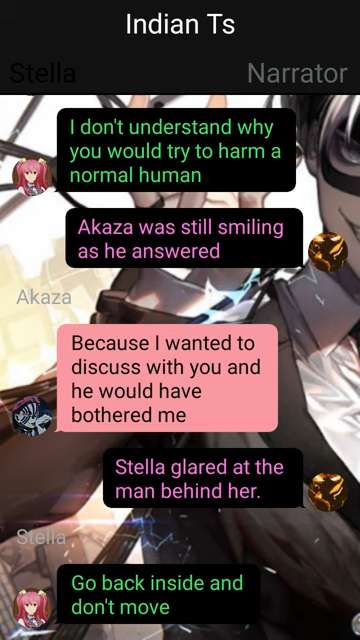 Indian Ts
Stella
Narrator
I don't understand why
you would try to harm a
normal human
Akaza was still smiling
as he answered
Akaza
Because I wanted to
discuss with you and
he would have
bothered me
Stella glared at the
man behind her.
Stella
Go back inside and
don't move